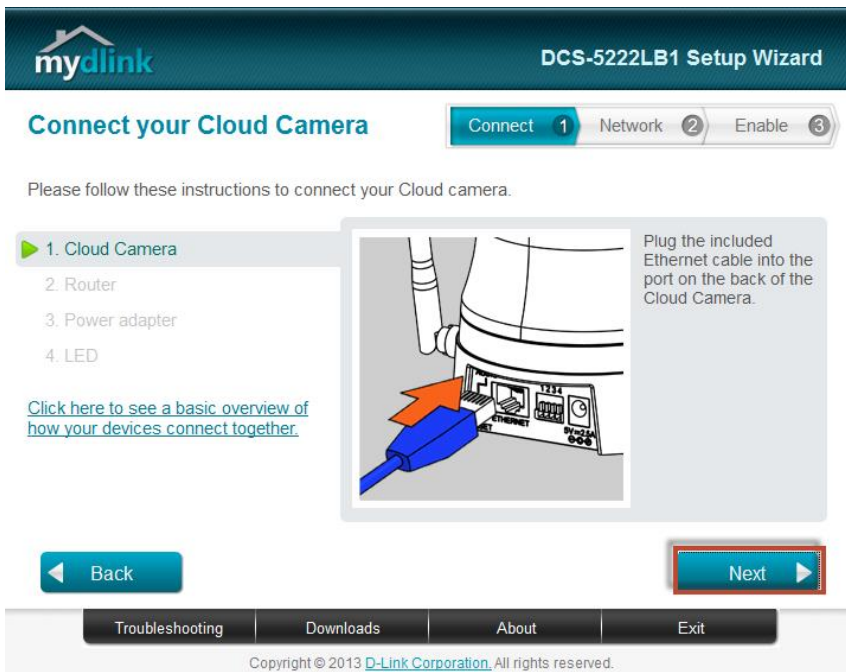 mydlink
DCS-5222LB1 Setup Wizard
Connect your Cloud Camera
Connect 1 Network 2 Enable 3
Please follow these instructions to connect your Cloud camera.
1. Cloud Camera
2. Router
3. Power adapter
4. LED
Click here to see a basic overview of
how your devices connect together.
AUDIO
ETHERNET
1 2 3 4
5V=2.5A
Plug the included
Ethernet cable into the
port on the back of the
Cloud Camera.
Back
Next
Troubleshooting Downloads About Exit
Copyright © 2013 D-Link Corporation. All rights reserved.